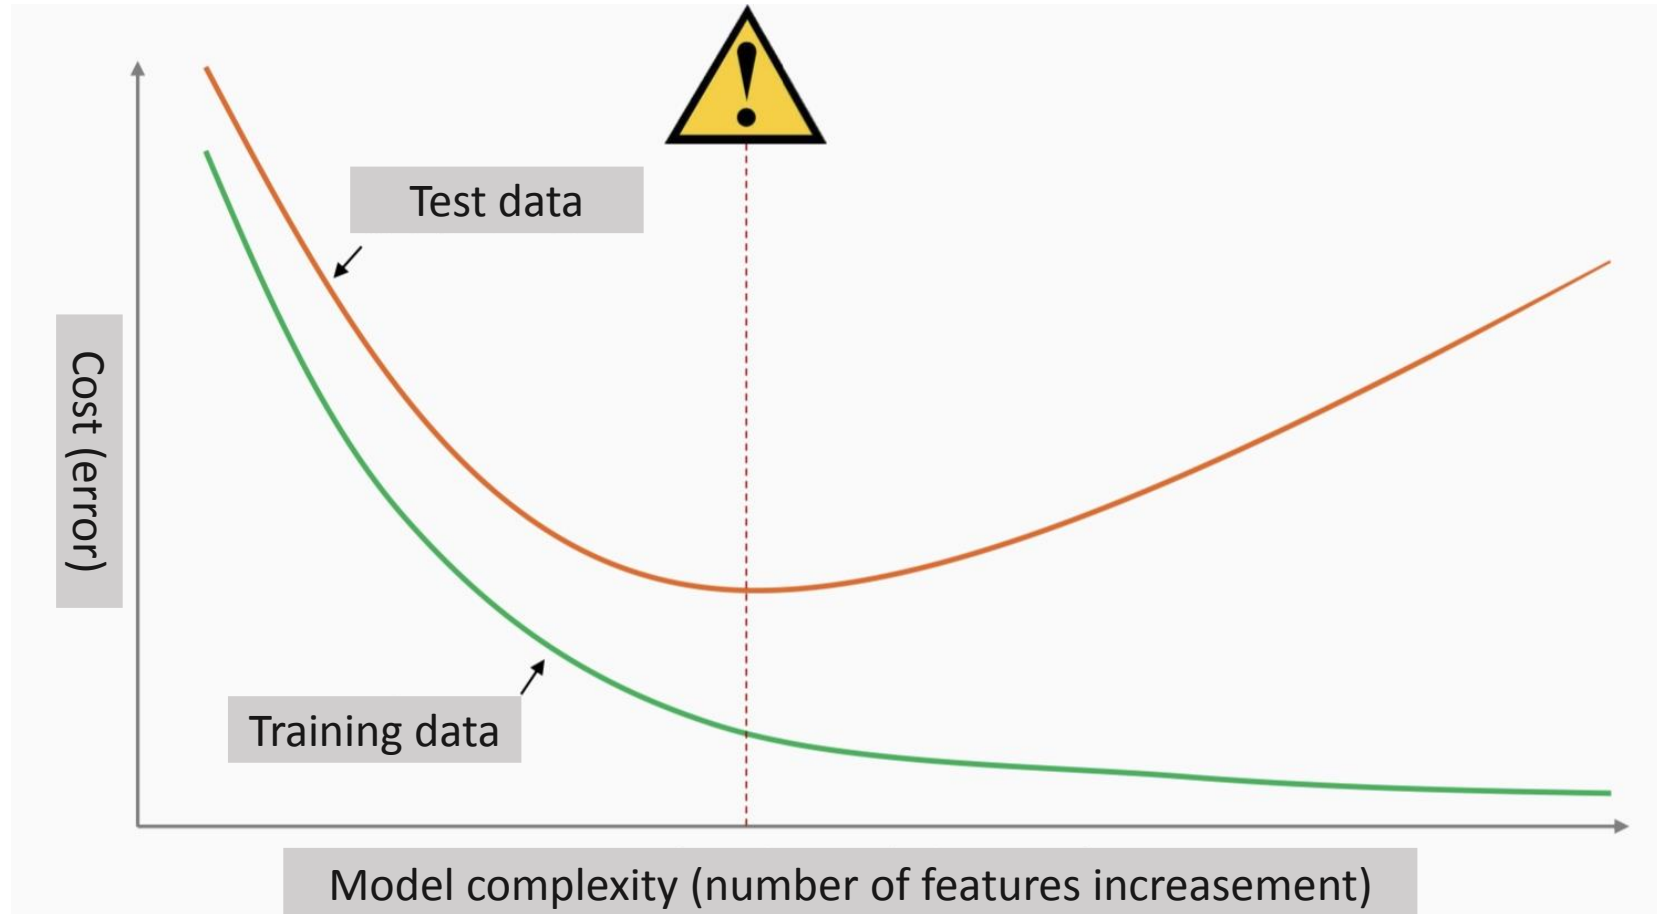 Test data
Cost (error)
Training data
Model complexity (number of features increasement)